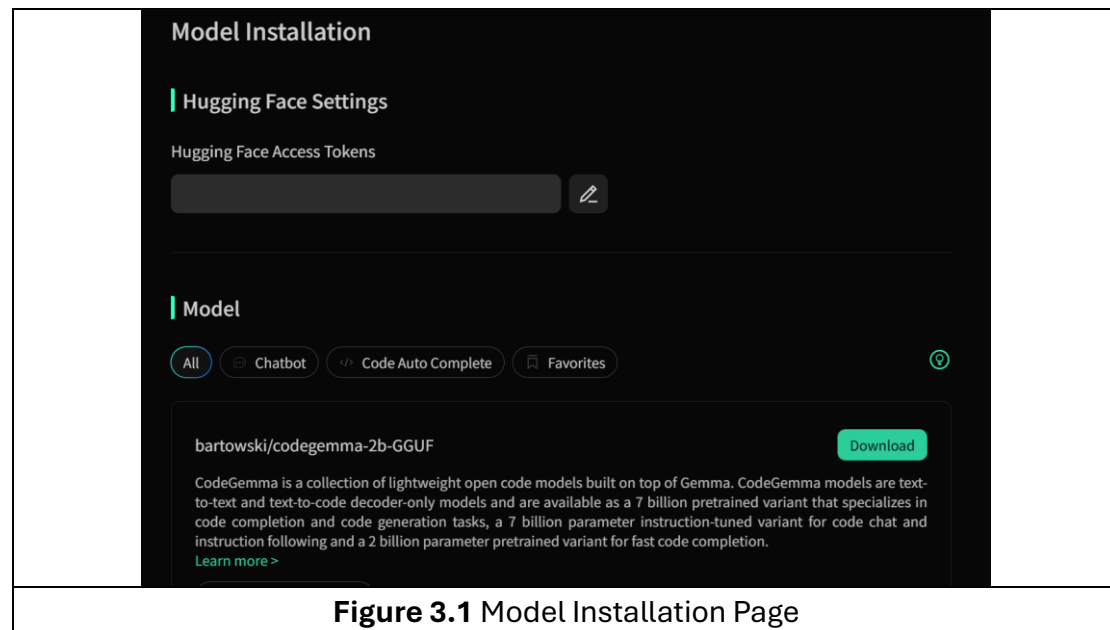 Model Installation
Hugging Face Settings
Hugging Face Access Tokens
Model
All
Chatbot
Code Auto Complete
Favorites
bartowski/codegemma-2b-GGUF
Download
CodeGemma is a collection of lightweight open code models built on top of Gemma. CodeGemma models are text-
to-text and text-to-code decoder-only models and are available as a 7 billion pretrained variant that specializes in
code completion and code generation tasks, a 7 billion parameter instruction-tuned variant for code chat and
instruction following and a 2 billion parameter pretrained variant for fast code completion.
Learn more >
Figure 3.1 Model Installation Page